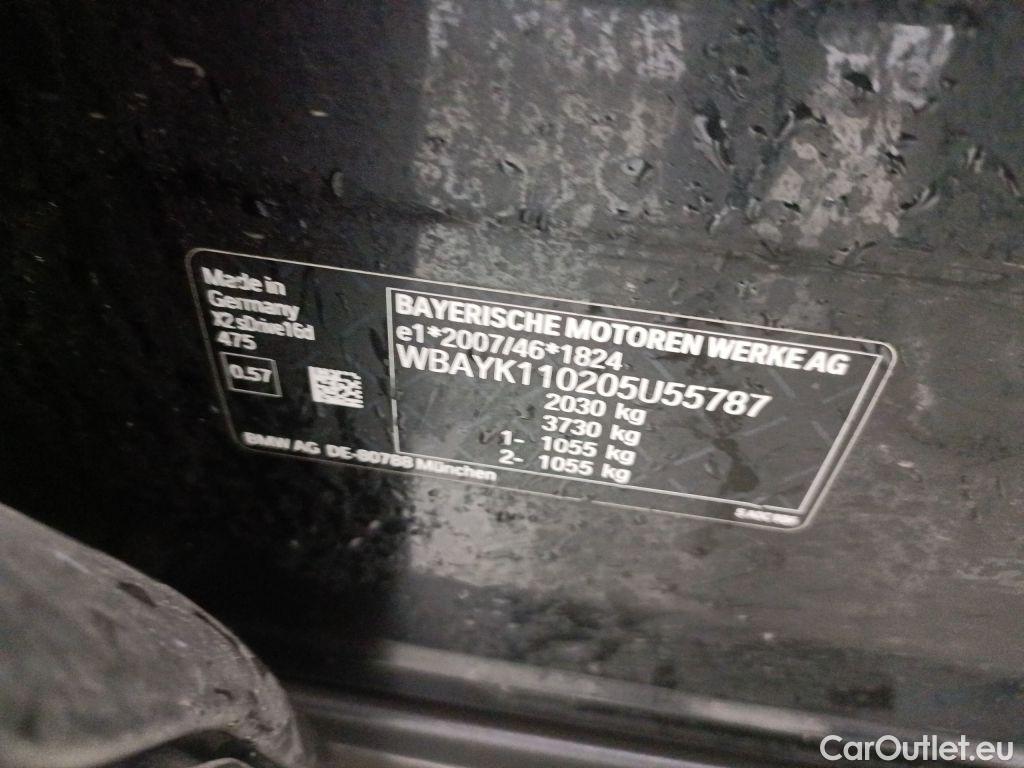 Made in
Germany
X2 sDrive16d
475
0.57
BAYERISCHE MOTOREN WERKE AG
e1*2007/46*1824
WBAYK110205U55787
2030 kg
3730 kg
1- 1055 kg
2- 1055 kg
BMW AG DE-80788 München
CarOutlet.eu